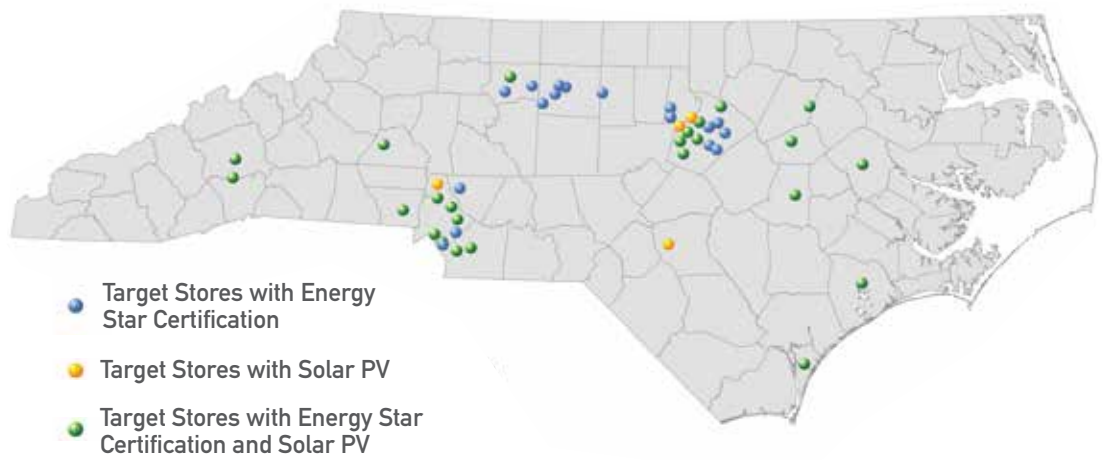 Target Stores with Energy
Star Certification
Target Stores with Solar PV
Target Stores with Energy Star
Certification and Solar PV